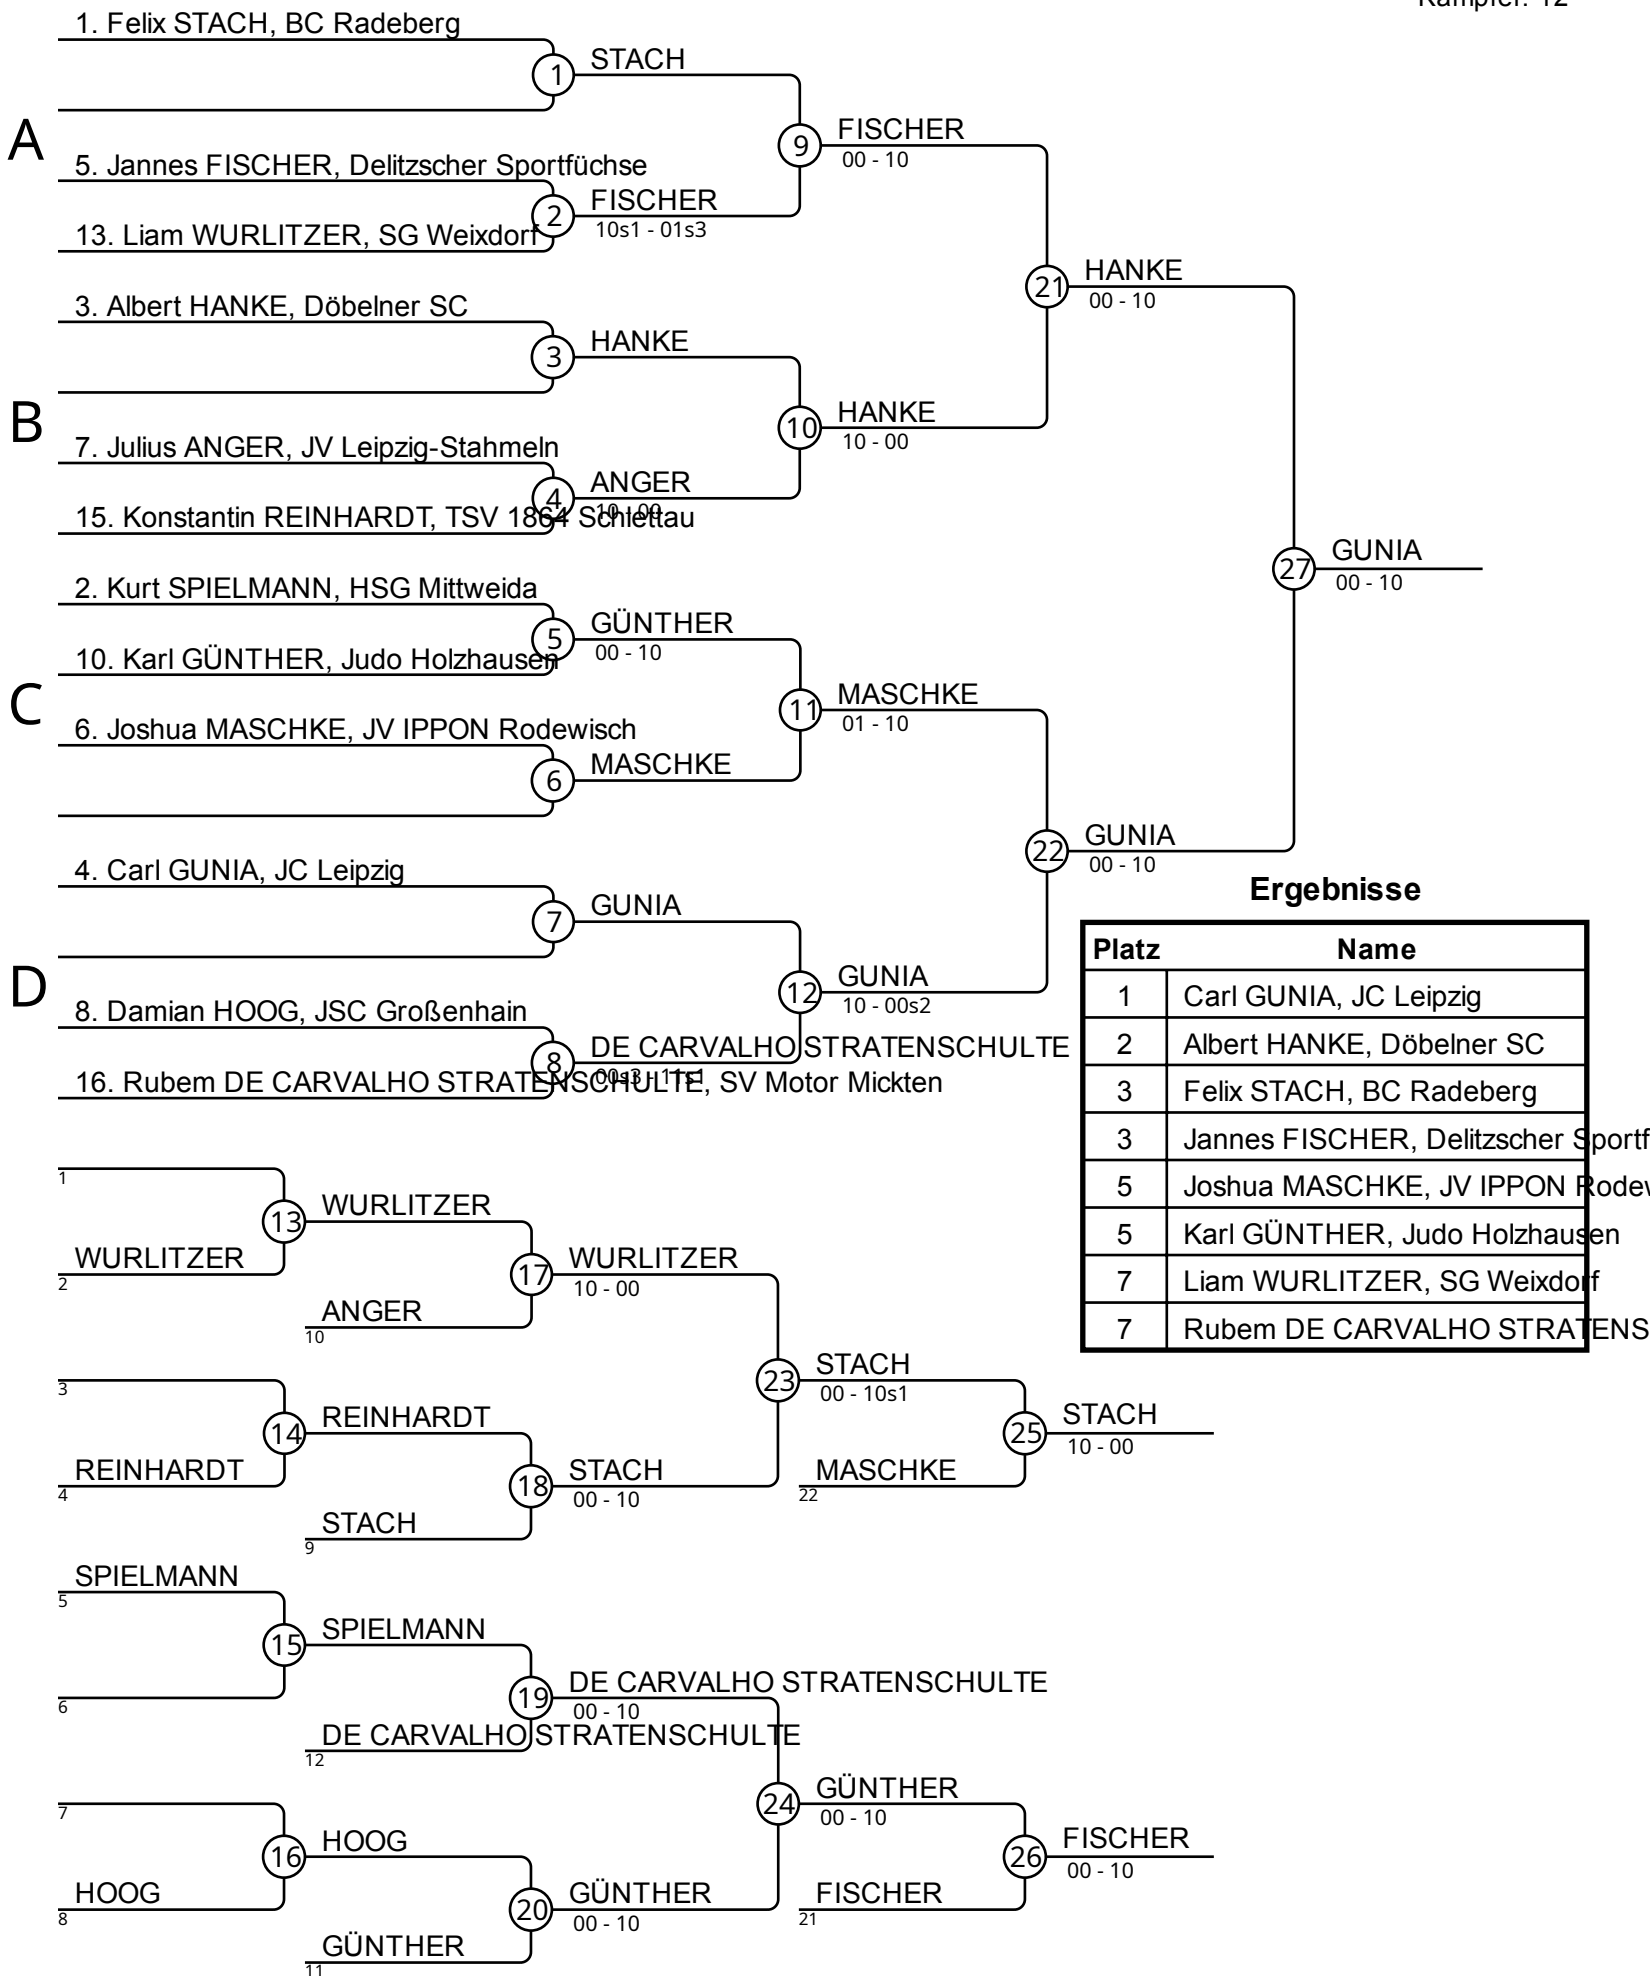 Kämpfer: 12
1. Felix STACH, BC Radeberg
1
STACH
A
5. Jannes FISCHER, Delitzscher Sportfüchse
13. Liam WURLITZER, SG Weixdorf
2
FISCHER
10s1 - 01s3
9
FISCHER
00 - 10
3. Albert HANKE, Döbelner SC
3
HANKE
B
7. Julius ANGER, JV Leipzig-Stahmeln
15. Konstantin REINHARDT, TSV 1864 Schlettau
4
ANGER
10 - 00
10
HANKE
10 - 00
21
HANKE
00 - 10
2. Kurt SPIELMANN, HSG Mittweida
10. Karl GÜNTHER, Judo Holzhausen
5
GÜNTHER
00 - 10
C
6. Joshua MASCHKE, JV IPPON Rodewisch
6
MASCHKE
11
MASCHKE
01 - 10
4. Carl GUNIA, JC Leipzig
7
GUNIA
D
8. Damian HOOG, JSC Großenhain
16. Rubem DE CARVALHO STRATENSCHULTE, SV Motor Mickten
8
DE CARVALHO STRATENSCHULTE
00s3 - 11s1
12
GUNIA
10 - 00s2
22
GUNIA
00 - 10
27
GUNIA
00 - 10
Ergebnisse
Platz Name
1 Carl GUNIA, JC Leipzig
2 Albert HANKE, Döbelner SC
3 Felix STACH, BC Radeberg
3 Jannes FISCHER, Delitzscher Sportf
5 Joshua MASCHKE, JV IPPON Rodew
5 Karl GÜNTHER, Judo Holzhausen
7 Liam WURLITZER, SG Weixdorf
7 Rubem DE CARVALHO STRATENS
1
WURLITZER
2
13
WURLITZER
ANGER
10
17
WURLITZER
10 - 00
3
REINHARDT
4
14
REINHARDT
STACH
9
18
STACH
00 - 10
23
STACH
00 - 10s1
MASCHKE
22
25
STACH
10 - 00
SPIELMANN
5
6
15
SPIELMANN
DE CARVALHO STRATENSCHULTE
12
19
DE CARVALHO STRATENSCHULTE
00 - 10
7
HOOG
8
16
HOOG
GÜNTHER
11
20
GÜNTHER
00 - 10
24
GÜNTHER
00 - 10
FISCHER
21
26
FISCHER
00 - 10